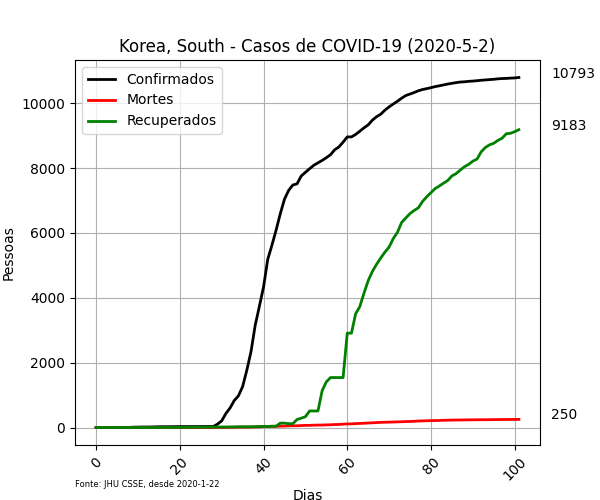 Korea, South - Casos de COVID-19 (2020-5-2)
Confirmados
Mortes
Recuperados
10793
9183
250
Pessoas
10000
8000
6000
4000
2000
0
0 20 40 60 80 100
Fonte: JHU CSSE, desde 2020-1-22
Dias